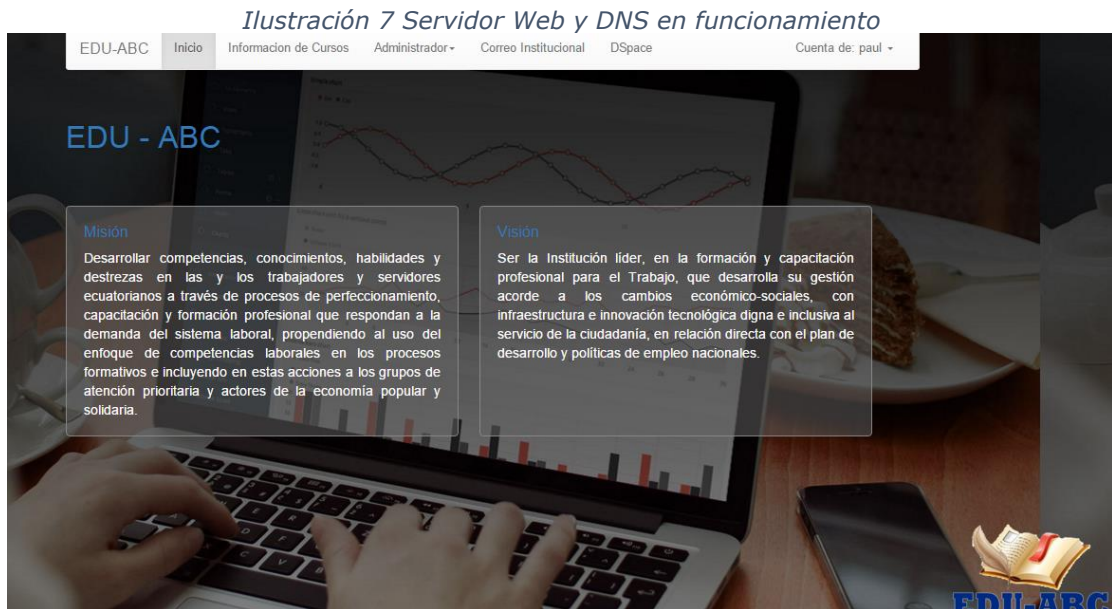 Ilustración 7 Servidor Web y DNS en funcionamiento
EDU-ABC Inicio Informacion de Cursos Administrador Correo Institucional DSpace Cuenta de: paul
EDU - ABC
Misión
Desarrollar competencias, conocimientos, habilidades y
destrezas en las y los trabajadores y servidores
ecuatorianos a través de procesos de perfeccionamiento,
capacitación y formación profesional que respondan a la
demanda del sistema laboral, propendiendo al uso del
enfoque de competencias laborales en los procesos
formativos e incluyendo en estas acciones a los grupos de
atención prioritaria y actores de la economía popular y
solidaria.
Visión
Ser la Institución líder, en la formación y capacitación
profesional para el Trabajo, que desarrolla su gestión
acorde a los cambios económico-sociales, con
infraestructura e innovación tecnológica digna e inclusiva al
servicio de la ciudadanía, en relación directa con el plan de
desarrollo y políticas de empleo nacionales.
EDU-ABC